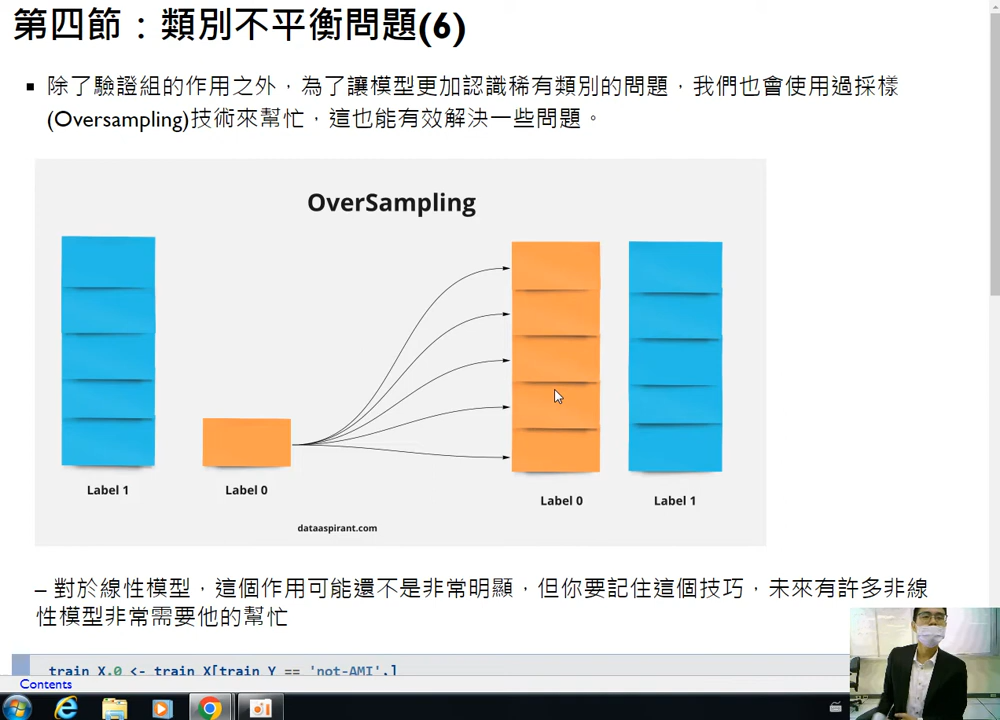 第四節：類別不平衡問題(6)
▪ 除了驗證組的作用之外，為了讓模型更加認識稀有類別的問題，我們也會使用過採樣
(Oversampling)技術來幫忙，這也能有效解決一些問題。
OverSampling
Label 1
Label 0
Label 0
Label 1
dataaspirant.com
– 對於線性模型，這個作用可能還不是非常明顯，但你要記住這個技巧，未來有許多非線
性模型非常需要他的幫忙
train_X.0 <- train_X[train_Y == 'not-AMI',]
Contents